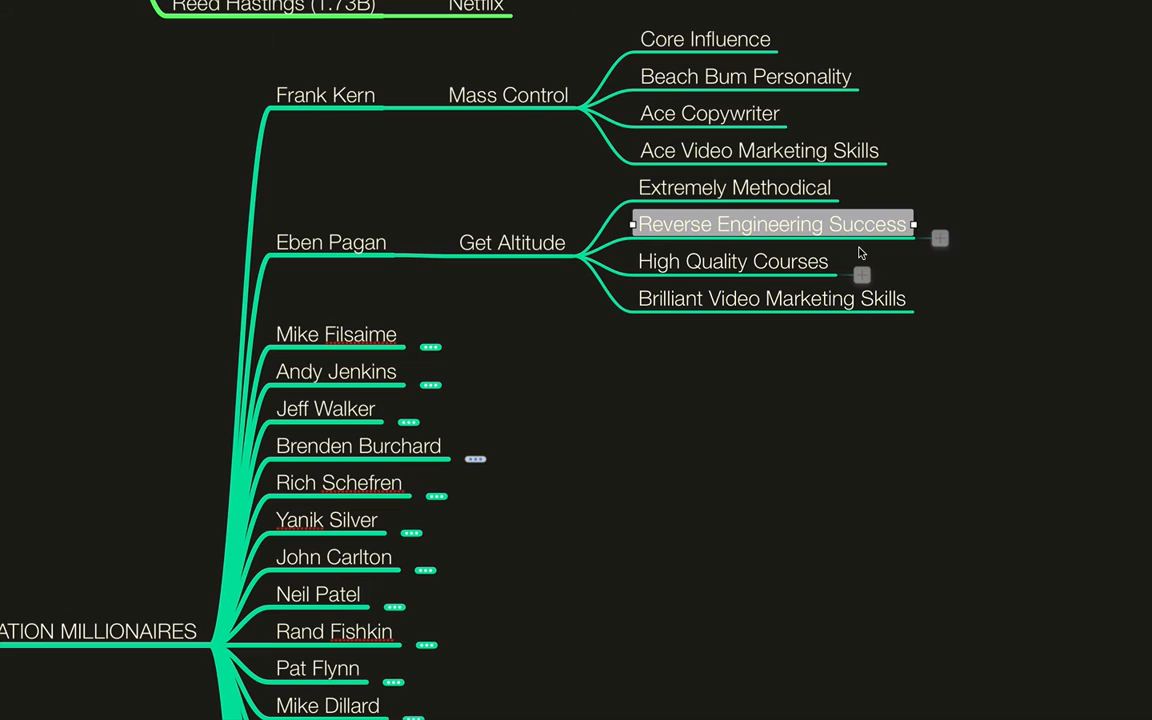 Reed Hastings (1.73B) Netflix
Frank Kern Mass Control
Core Influence
Beach Bum Personality
Ace Copywriter
Ace Video Marketing Skills
Eben Pagan Get Altitude
Extremely Methodical
Reverse Engineering Success
High Quality Courses
Brilliant Video Marketing Skills
Mike Filsaime
Andy Jenkins
Jeff Walker
Brenden Burchard
Rich Schefren
Yanik Silver
John Carlton
Neil Patel
Rand Fishkin
Pat Flynn
Mike Dillard
ATION MILLIONAIRES